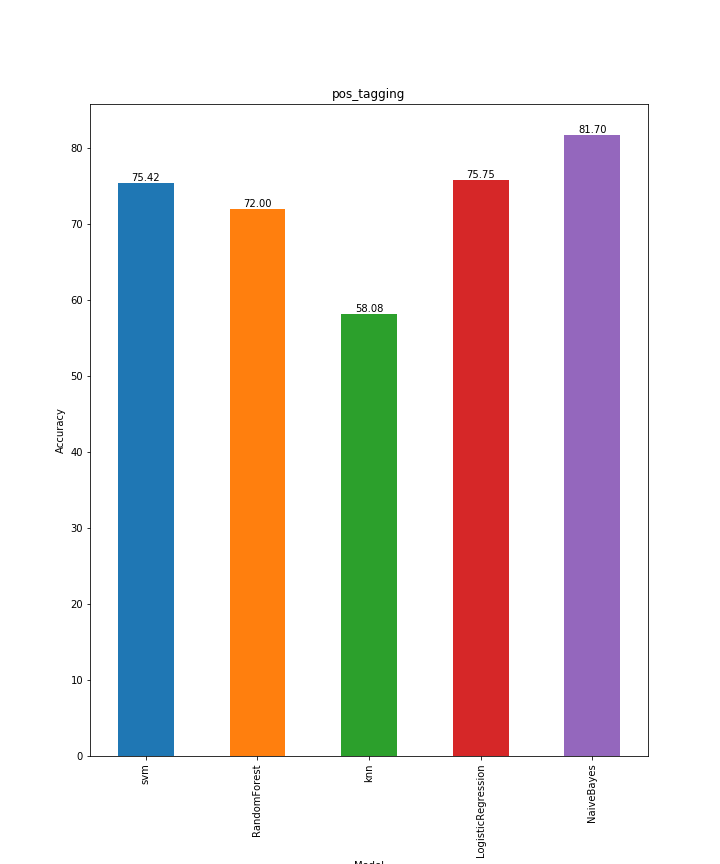 pos_tagging
81.70
75.42
75.75
72.00
58.08
80
70
60
50
40
30
20
10
0
Accuracy
svm
RandomForest
knn
LogisticRegression
NaiveBayes
Model